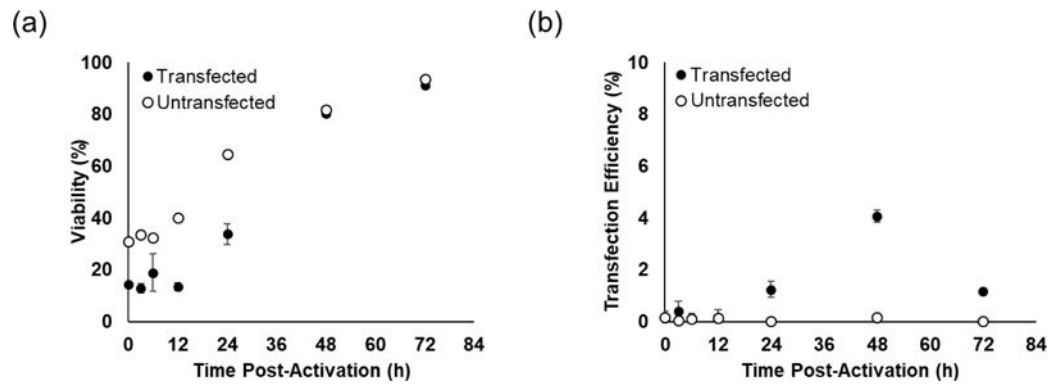 (a)
Viability (%)
100
80
60
40
20
0
Transfected
Untransfected
0 12 24 36 48 60 72 84
Time Post-Activation (h)
(b)
Transfection Efficiency (%)
10
8
6
4
2
0
Transfected
Untransfected
0 12 24 36 48 60 72 84
Time Post-Activation (h)